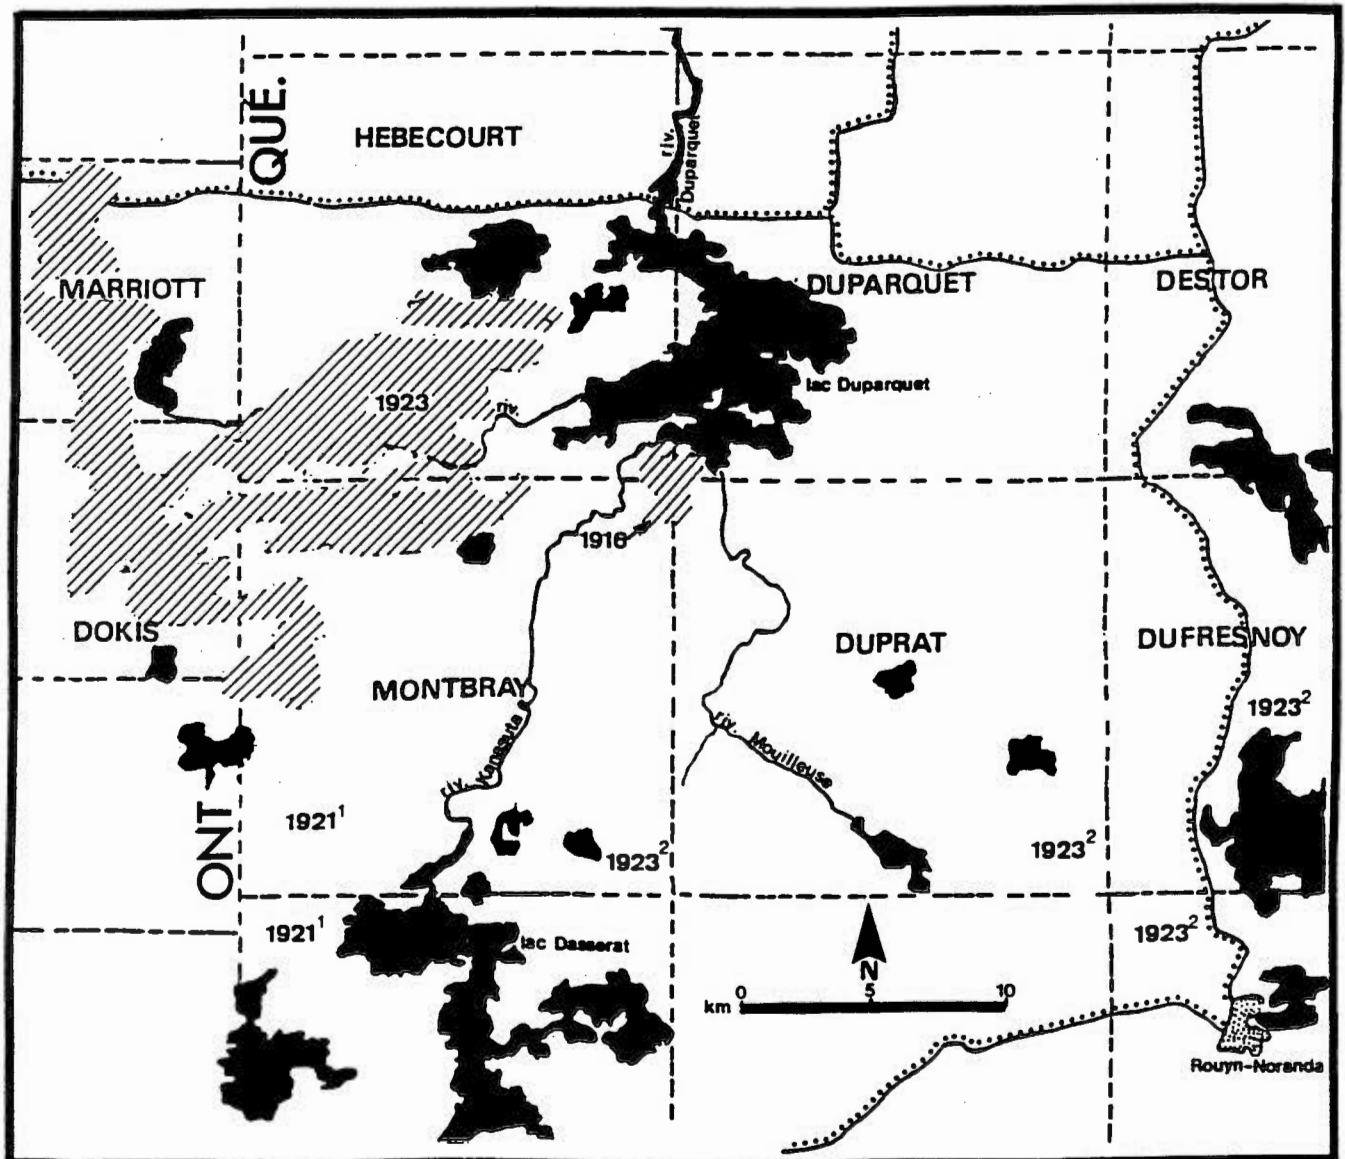 QUÉ.
HEBECOURT
riv.
Duparquet
MARRIOTT
DUPARQUET
DESTOR
lac Duparquet
1923
riv.
1916
DOKIS
DUPRAT
DUFRESNOY
MONTBRAY
1923²
riv. Kanasuta
riv. Mouilleuse
ONT
1921¹
1923²
1923²
1921¹
lac Dasserat
1923²
N
km 0 5 10
Rouyn-Noranda